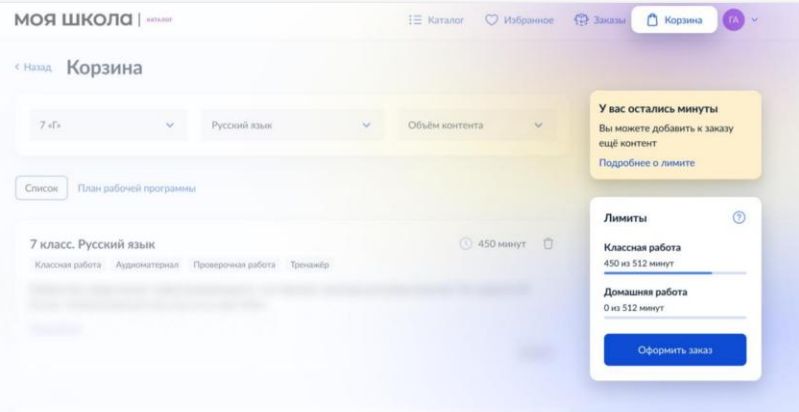 МОЯ ШКОЛА | КАТАЛОГ
Каталог
Избранное
Заказы
Корзина
ГА
< Назад
Корзина
7 «Г»
Русский язык
Объём контента
У вас остались минуты
Вы можете добавить к заказу
ещё контент
Подробнее о лимите
Список
План рабочей программы
7 класс. Русский язык
450 минут
Классная работа
Аудиоматериал
Проверочная работа
Тренажёр
Лимиты
?
Классная работа
450 из 512 минут
Домашняя работа
0 из 512 минут
Оформить заказ